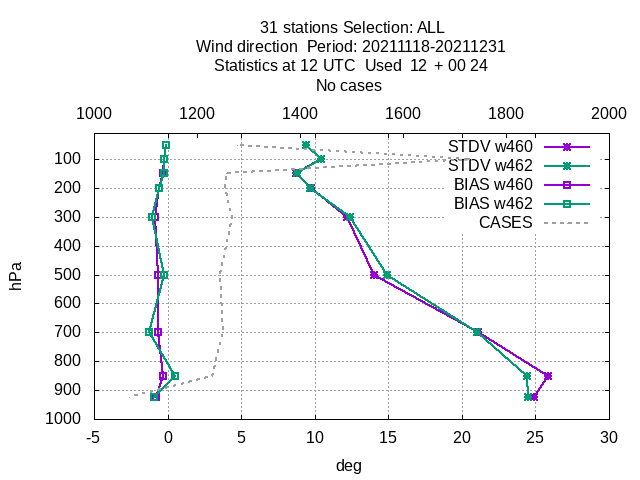 31 stations Selection: ALL
Wind direction  Period: 20211118-20211231
Statistics at 12 UTC  Used  12 + 00 24
No cases
1000 1200 1400 1600 1800 2000
STDV w460
STDV w462
BIAS w460
BIAS w462
CASES
100
200
300
400
500
600
700
800
900
1000
hPa
-5 0 5 10 15 20 25 30
deg